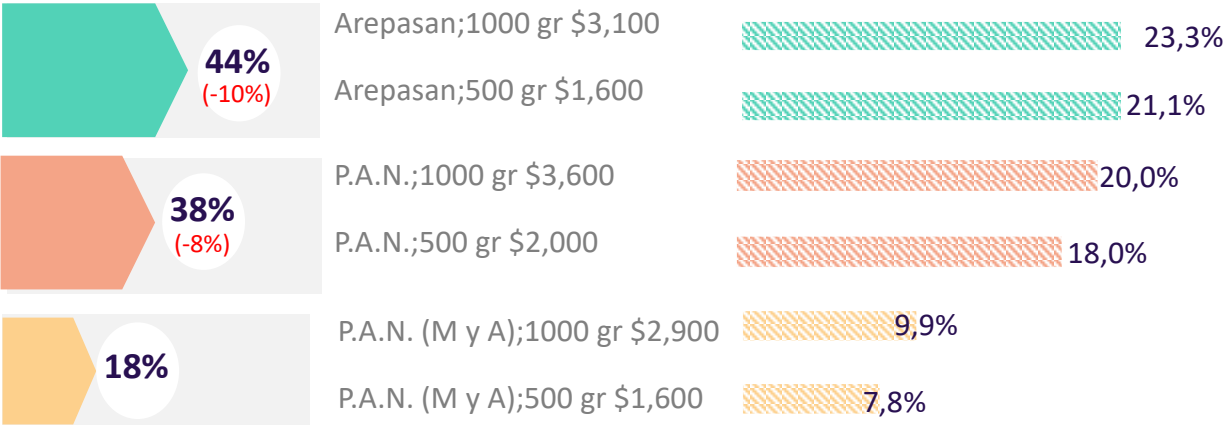 44%
(-10%)
Arepasan;1000 gr $3,100
23,3%
Arepasan;500 gr $1,600
21,1%
38%
(-8%)
P.A.N.;1000 gr $3,600
20,0%
P.A.N.;500 gr $2,000
18,0%
18%
P.A.N. (M y A);1000 gr $2,900
9,9%
P.A.N. (M y A);500 gr $1,600
7,8%